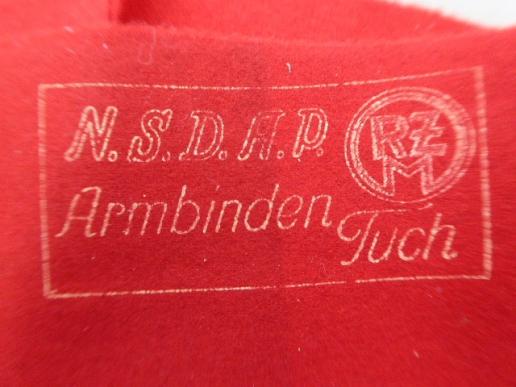 N.S.D.A.P.
RZM
Armbinden
Tuch